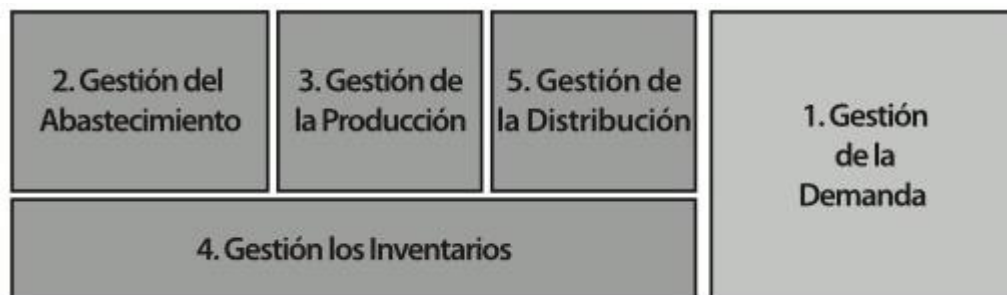 2. Gestión del
Abastecimiento
3. Gestión de
la Producción
5. Gestión de
la Distribución
1. Gestión
de la
Demanda
4. Gestión los Inventarios